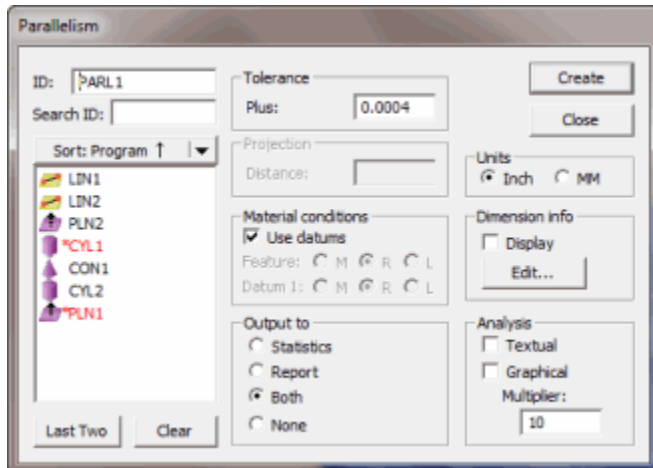 Parallelism
ID: PARL1
Search ID:
Sort: Program ↑
LIN1
LIN2
PLN2
*CYL1
CON1
CYL2
*PLN1
Last Two
Clear
Tolerance
Plus: 0.0004
Projection
Distance:
Material conditions
Use datums
Feature: M R L
Datum 1: M R L
Output to
Statistics
Report
Both
None
Create
Close
Units
Inch MM
Dimension info
Display
Edit...
Analysis
Textual
Graphical
Multiplier:
10